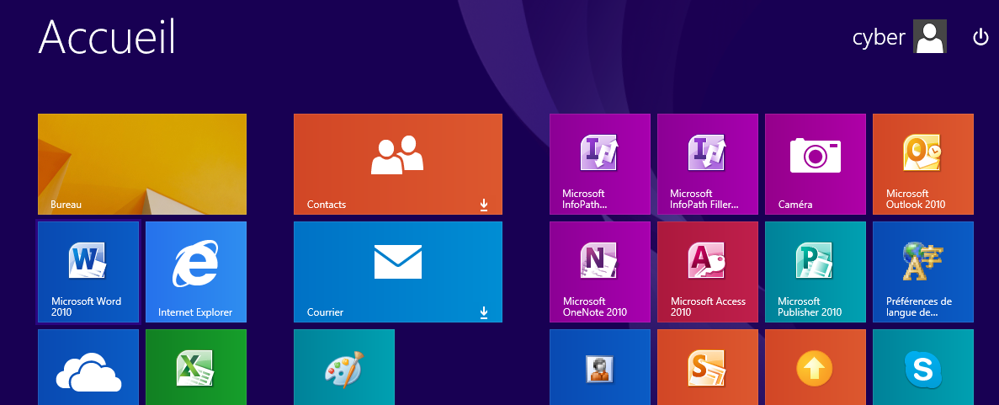 Accueil
cyber
Bureau
Contacts
Microsoft
InfoPath...
Microsoft
InfoPath Filler...
Caméra
Microsoft
Outlook 2010
Microsoft Word
2010
Internet Explorer
Courrier
Microsoft
OneNote 2010
Microsoft Access
2010
Microsoft
Publisher 2010
Préférences de
langue de...